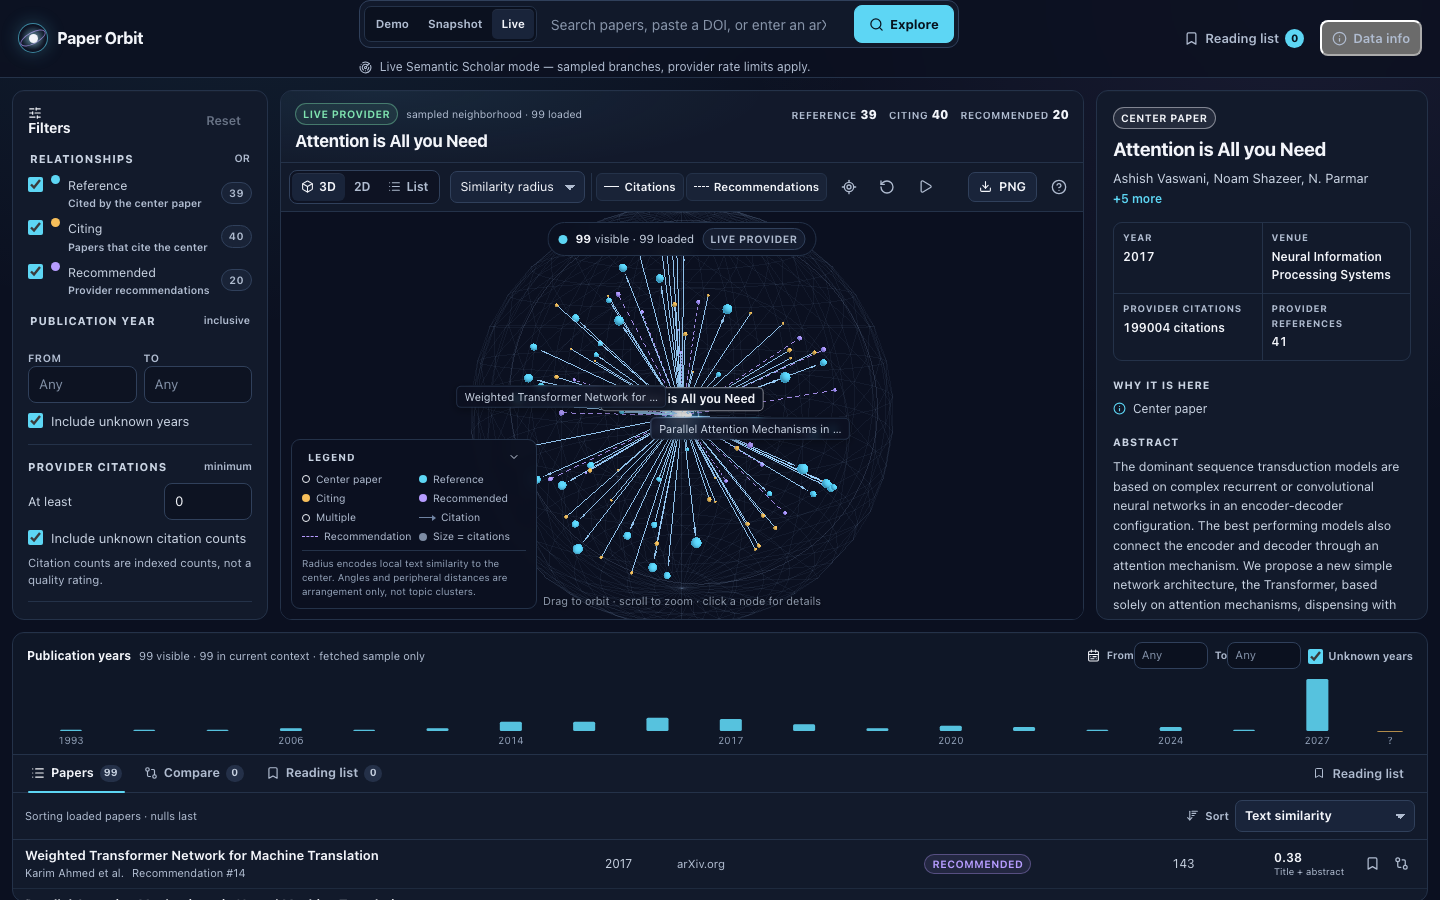 Paper Orbit
Demo
Snapshot
Live
Search papers, paste a DOI, or enter an ar
Explore
Live Semantic Scholar mode — sampled branches, provider rate limits apply.
Reading list 0
Data info
Filters
Reset
RELATIONSHIPS
OR
Reference
Cited by the center paper
39
Citing
Papers that cite the center
40
Recommended
Provider recommendations
20
PUBLICATION YEAR
inclusive
FROM
TO
Any
Any
Include unknown years
PROVIDER CITATIONS
minimum
At least
0
Include unknown citation counts
Citation counts are indexed counts, not a
quality rating.
LIVE PROVIDER
sampled neighborhood · 99 loaded
REFERENCE 39
CITING 40
RECOMMENDED 20
Attention is All you Need
3D
2D
List
Similarity radius
Citations
Recommendations
PNG
99 visible · 99 loaded
LIVE PROVIDER
Weighted Transformer Network for ...
is All you Need
Parallel Attention Mechanisms in ...
LEGEND
Center paper
Reference
Citing
Recommended
Multiple
Citation
Recommendation
Size = citations
Radius encodes local text similarity to the
center. Angles and peripheral distances are
arrangement only, not topic clusters.
Drag to orbit · scroll to zoom · click a node for details
CENTER PAPER
Attention is All you Need
Ashish Vaswani, Noam Shazeer, N. Parmar
+5 more
YEAR
2017
VENUE
Neural Information
Processing Systems
PROVIDER CITATIONS
199004 citations
PROVIDER
REFERENCES
41
WHY IT IS HERE
Center paper
ABSTRACT
The dominant sequence transduction models are
based on complex recurrent or convolutional
neural networks in an encoder-decoder
configuration. The best performing models also
connect the encoder and decoder through an
attention mechanism. We propose a new simple
network architecture, the Transformer, based
solely on attention mechanisms, dispensing with
Publication years
99 visible · 99 in current context · fetched sample only
From
Any
To
Any
Unknown years
1993
2006
2014
2017
2020
2024
2027
?
Papers 99
Compare 0
Reading list 0
Reading list
Sorting loaded papers · nulls last
Sort
Text similarity
Weighted Transformer Network for Machine Translation
Karim Ahmed et al. Recommendation #14
2017
arXiv.org
RECOMMENDED
143
0.38
Title + abstract